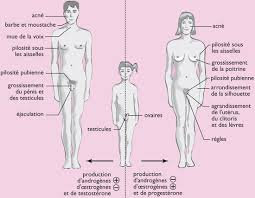 acné
barbe et moustache
mue de la voix
pilosité sous
les aisselles
pilosité pubienne
grossissement
du pénis et
des testicules
éjaculation
testicules
ovaires
acné
pilosité sous
les aisselles
grossissement
de la poitrine
pilosité pubienne
arrondissement
de la silhouette
agrandissement
de l'utérus,
du clitoris
et des lèvres
règles
production
d'androgènes +
d'œstrogènes −
et de testostérone
production
d'androgènes −
d'œstrogènes +
et de progestérone